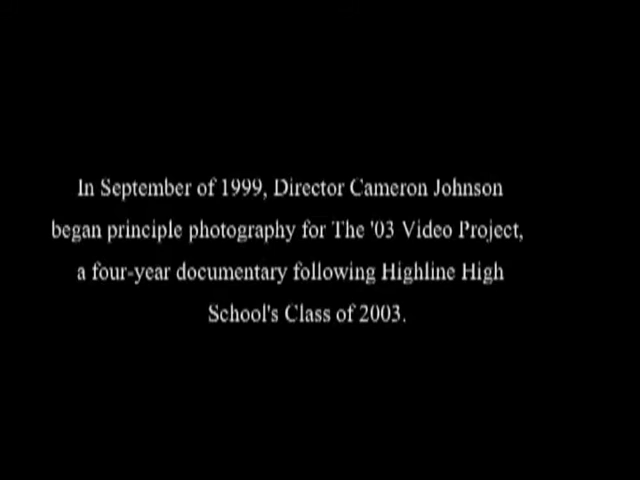 In September of 1999, Director Cameron Johnson
began principle photography for The '03 Video Project,
a four-year documentary following Highline High
School's Class of 2003.